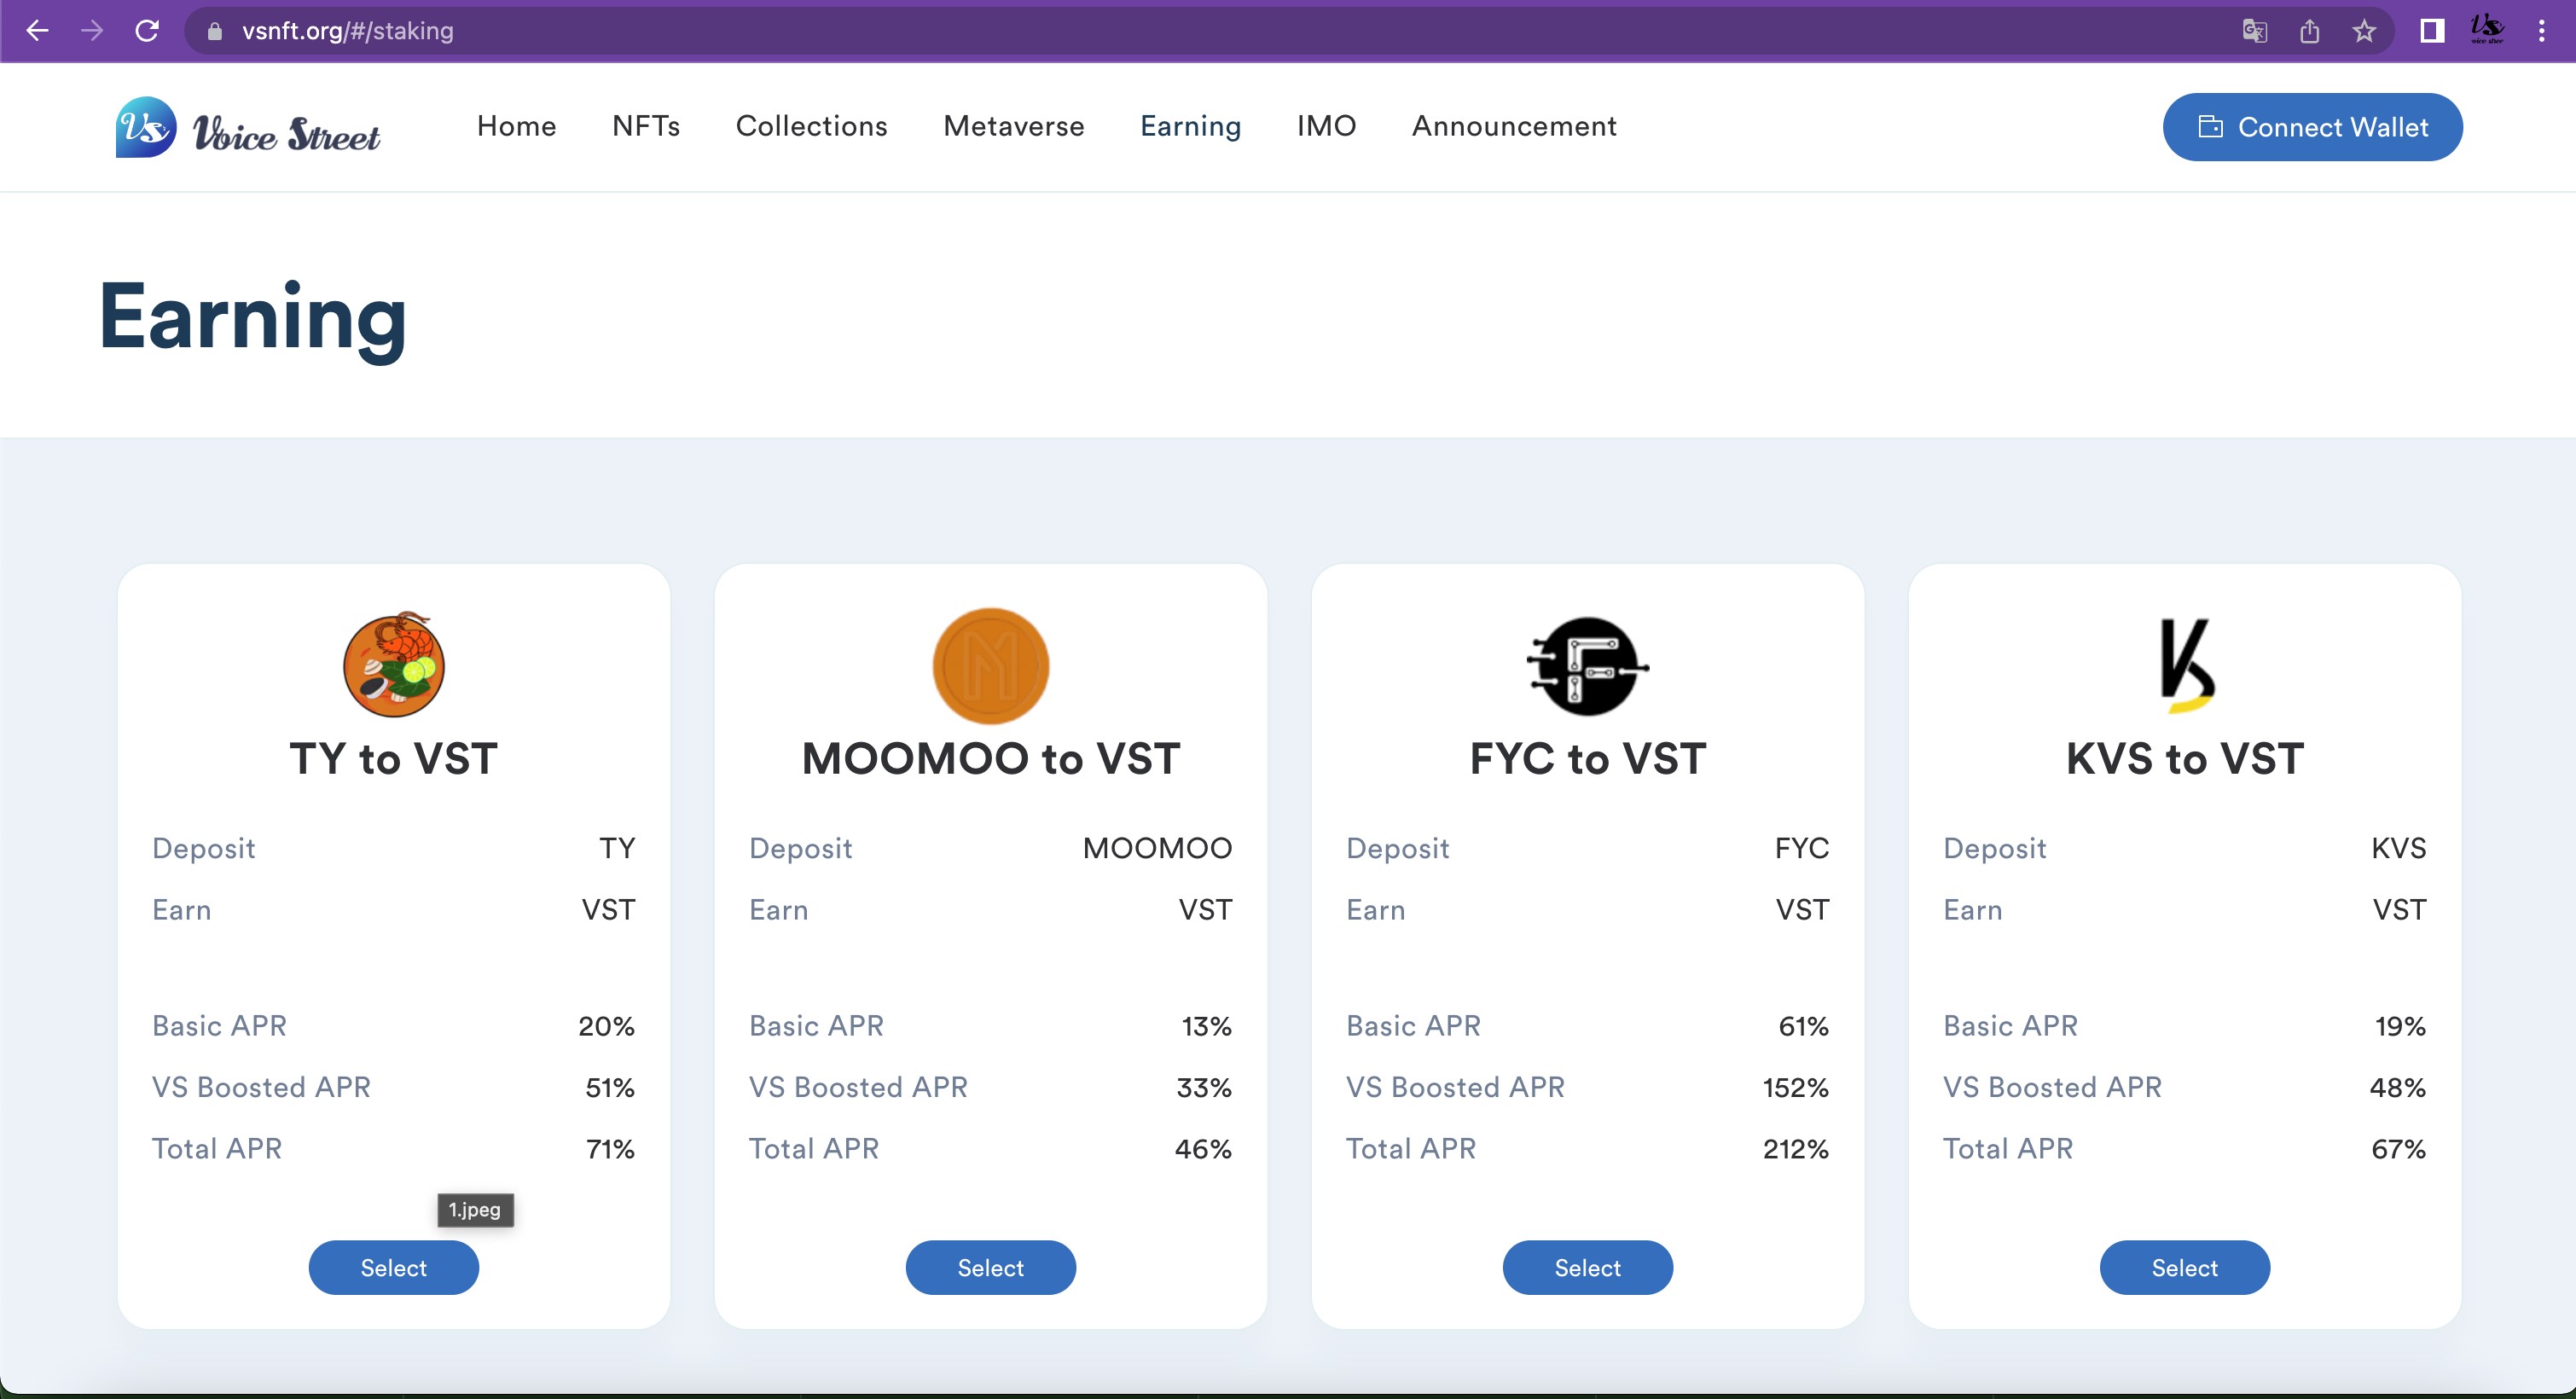 vsnft.org/#/staking
Vs Voice Street Home NFTs Collections Metaverse Earning IMO Announcement Connect Wallet
Earning
TY to VST
Deposit TY
Earn VST
Basic APR 20%
VS Boosted APR 51%
Total APR 71%
1.jpeg
Select
MOOMOO to VST
Deposit MOOMOO
Earn VST
Basic APR 13%
VS Boosted APR 33%
Total APR 46%
Select
FYC to VST
Deposit FYC
Earn VST
Basic APR 61%
VS Boosted APR 152%
Total APR 212%
Select
KVS to VST
Deposit KVS
Earn VST
Basic APR 19%
VS Boosted APR 48%
Total APR 67%
Select